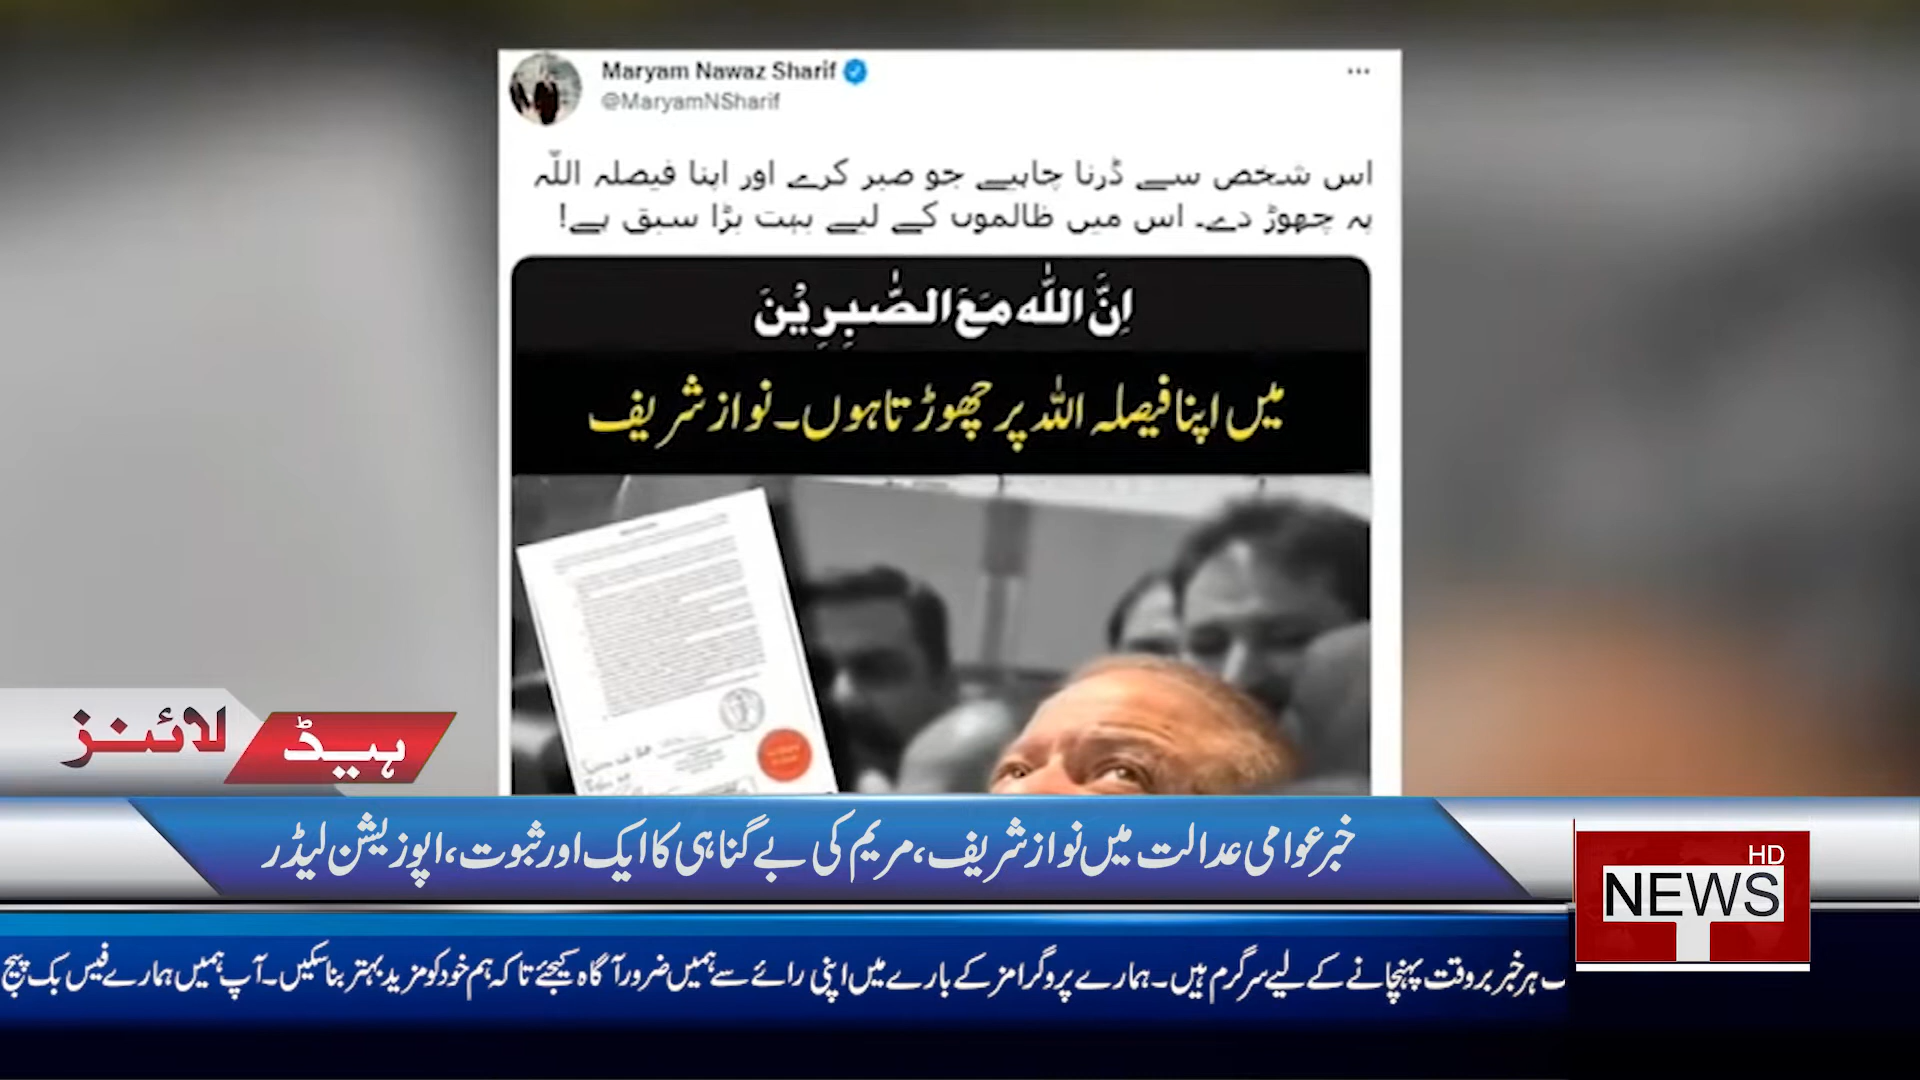 Maryam Nawaz Sharif
@MaryamNSharif
اس شخص سے ڈرنا چاہیے جو صبر کرے اور اپنا فیصلہ اللّہ
پہ چھوڑ دے۔ اس میں ظالموں کے لیے بہت بڑا سبق ہے!
اِنَّ اللّٰہ مَعَ الصّٰبِرِیْنَ
میں اپنا فیصلہ اللہ پر چھوڑتا ہوں۔ نواز شریف
ہیڈ لائنز
خبر عوامی عدالت میں نواز شریف، مریم کی بے گناہی کا ایک اور ثبوت، اپوزیشن لیڈر
HD
NEWS
ہر خبر بروقت پہنچانے کے لیے سرگرم ہیں۔ ہمارے پروگرامز کے بارے میں اپنی رائے سے ہمیں ضرور آگاہ کیجئے تاکہ ہم خود کو مزید بہتر بنا سکیں۔ آپ ہمیں ہمارے فیس بک پیج